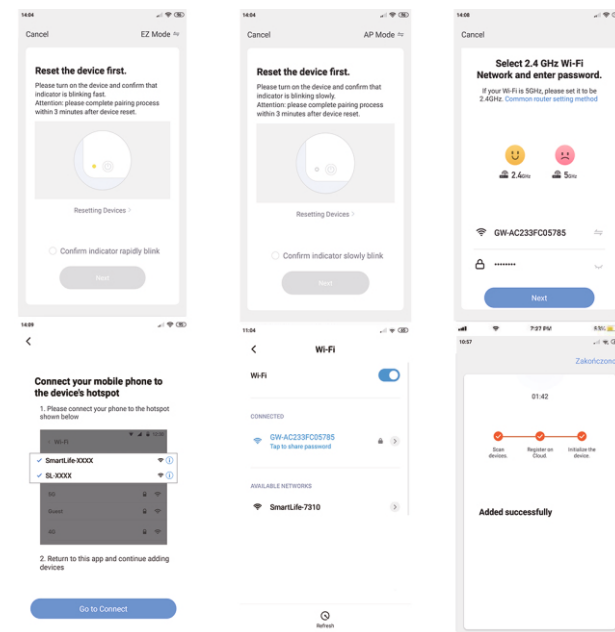 14:04
Cancel EZ Mode
Reset the device first.
Please turn on the device and confirm that
indicator is blinking fast.
Attention: please complete pairing process
within 3 minutes after device reset.
Resetting Devices >
Confirm indicator rapidly blink
Next
14:04
Cancel AP Mode
Reset the device first.
Please turn on the device and confirm that
indicator is blinking slowly.
Attention: please complete pairing process
within 3 minutes after device reset.
Resetting Devices >
Confirm indicator slowly blink
Next
14:08
Cancel
Select 2.4 GHz Wi-Fi
Network and enter password.
If your Wi-Fi is 5GHz, please set it to be
2.4GHz. Common router setting method
2.4GHz 5GHz
GW-AC233FC05785
••••••••
Next
7:27 PM
14:09
Connect your mobile phone to
the device's hotspot
1. Please connect your phone to the hotspot
shown below
Wi-Fi
SmartLife-XXXX
SL-XXXX
5G
Guest
4G
2. Return to this app and continue adding
devices
Go to Connect
11:04
Wi-Fi
Wi-Fi
CONNECTED
GW-AC233FC05785
Tap to share password
AVAILABLE NETWORKS
SmartLife-7310
Refresh
10:57
Zakończono
01:42
Scan
devices.
Register on
Cloud.
Initialize the
device.
Added successfully